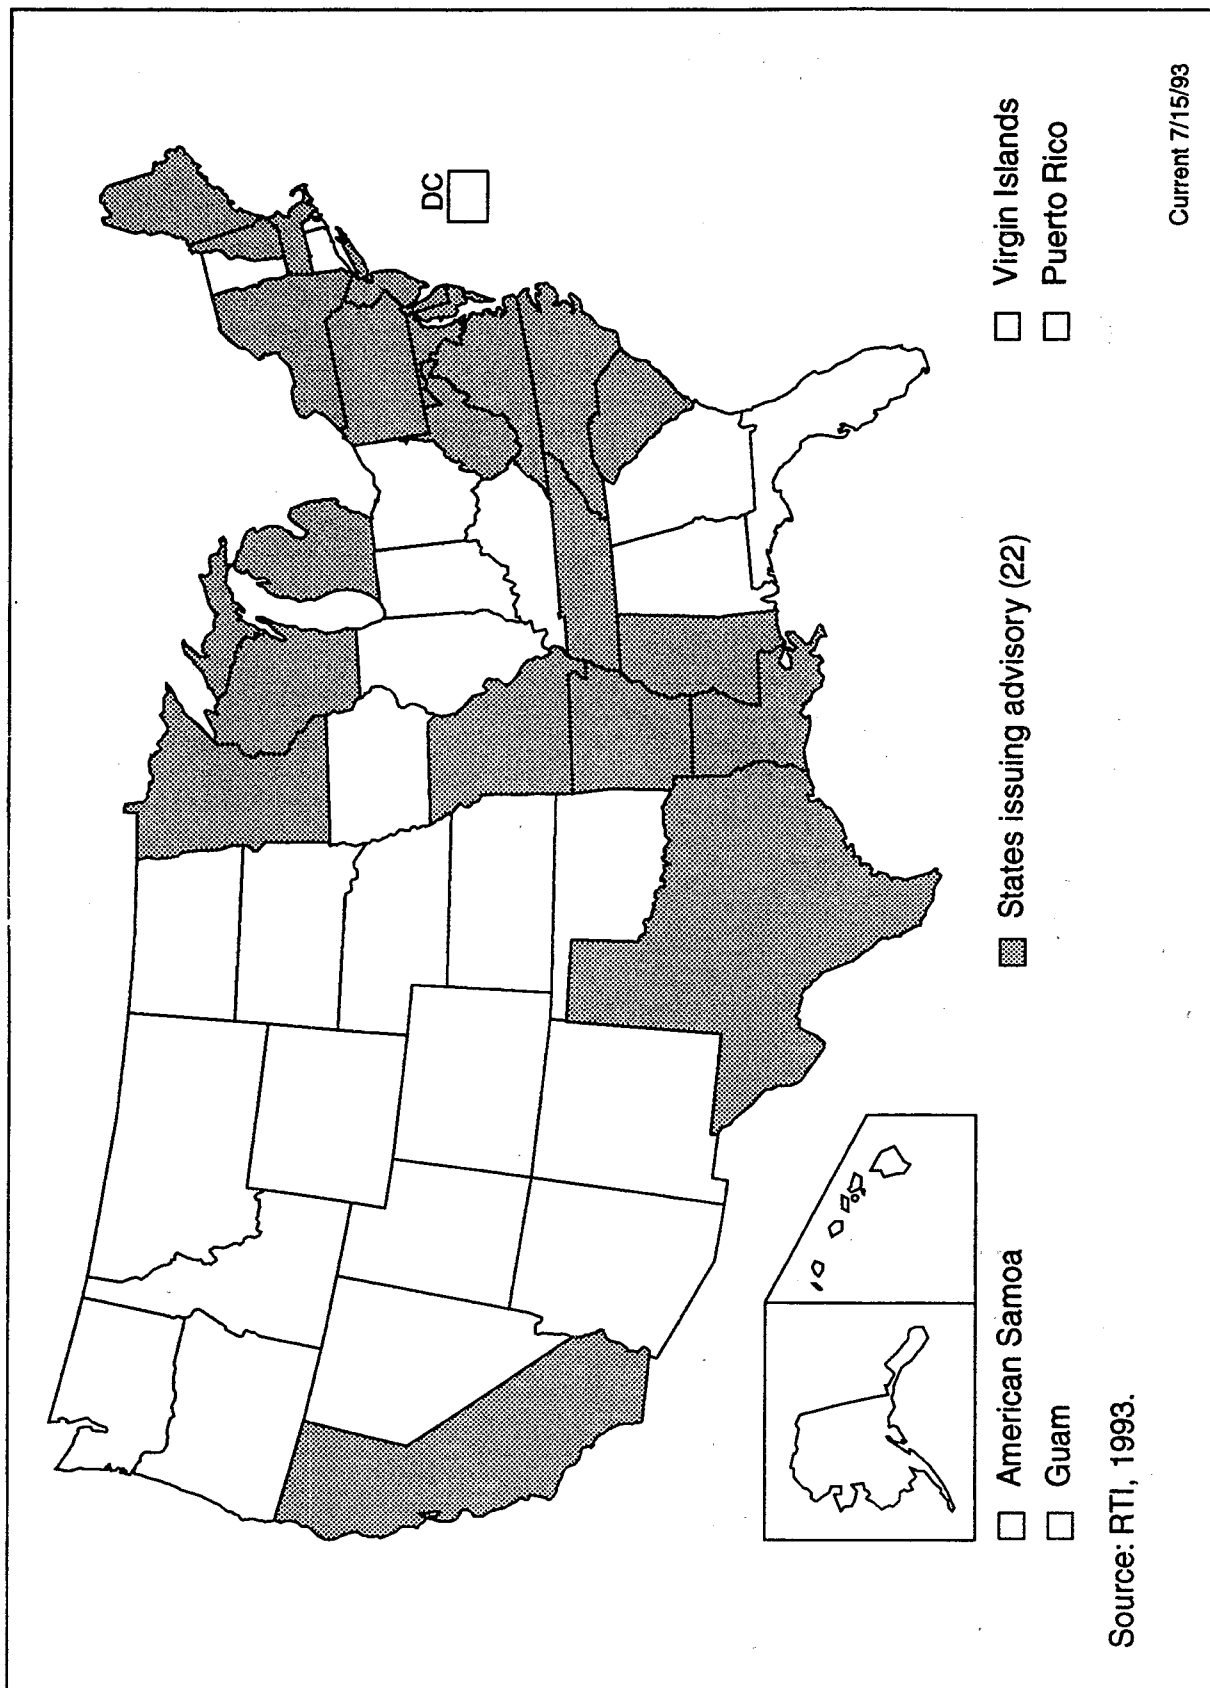 DC
American Samoa
Guam
States issuing advisory (22)
Virgin Islands
Puerto Rico
Source: RTI, 1993.
Current 7/15/93